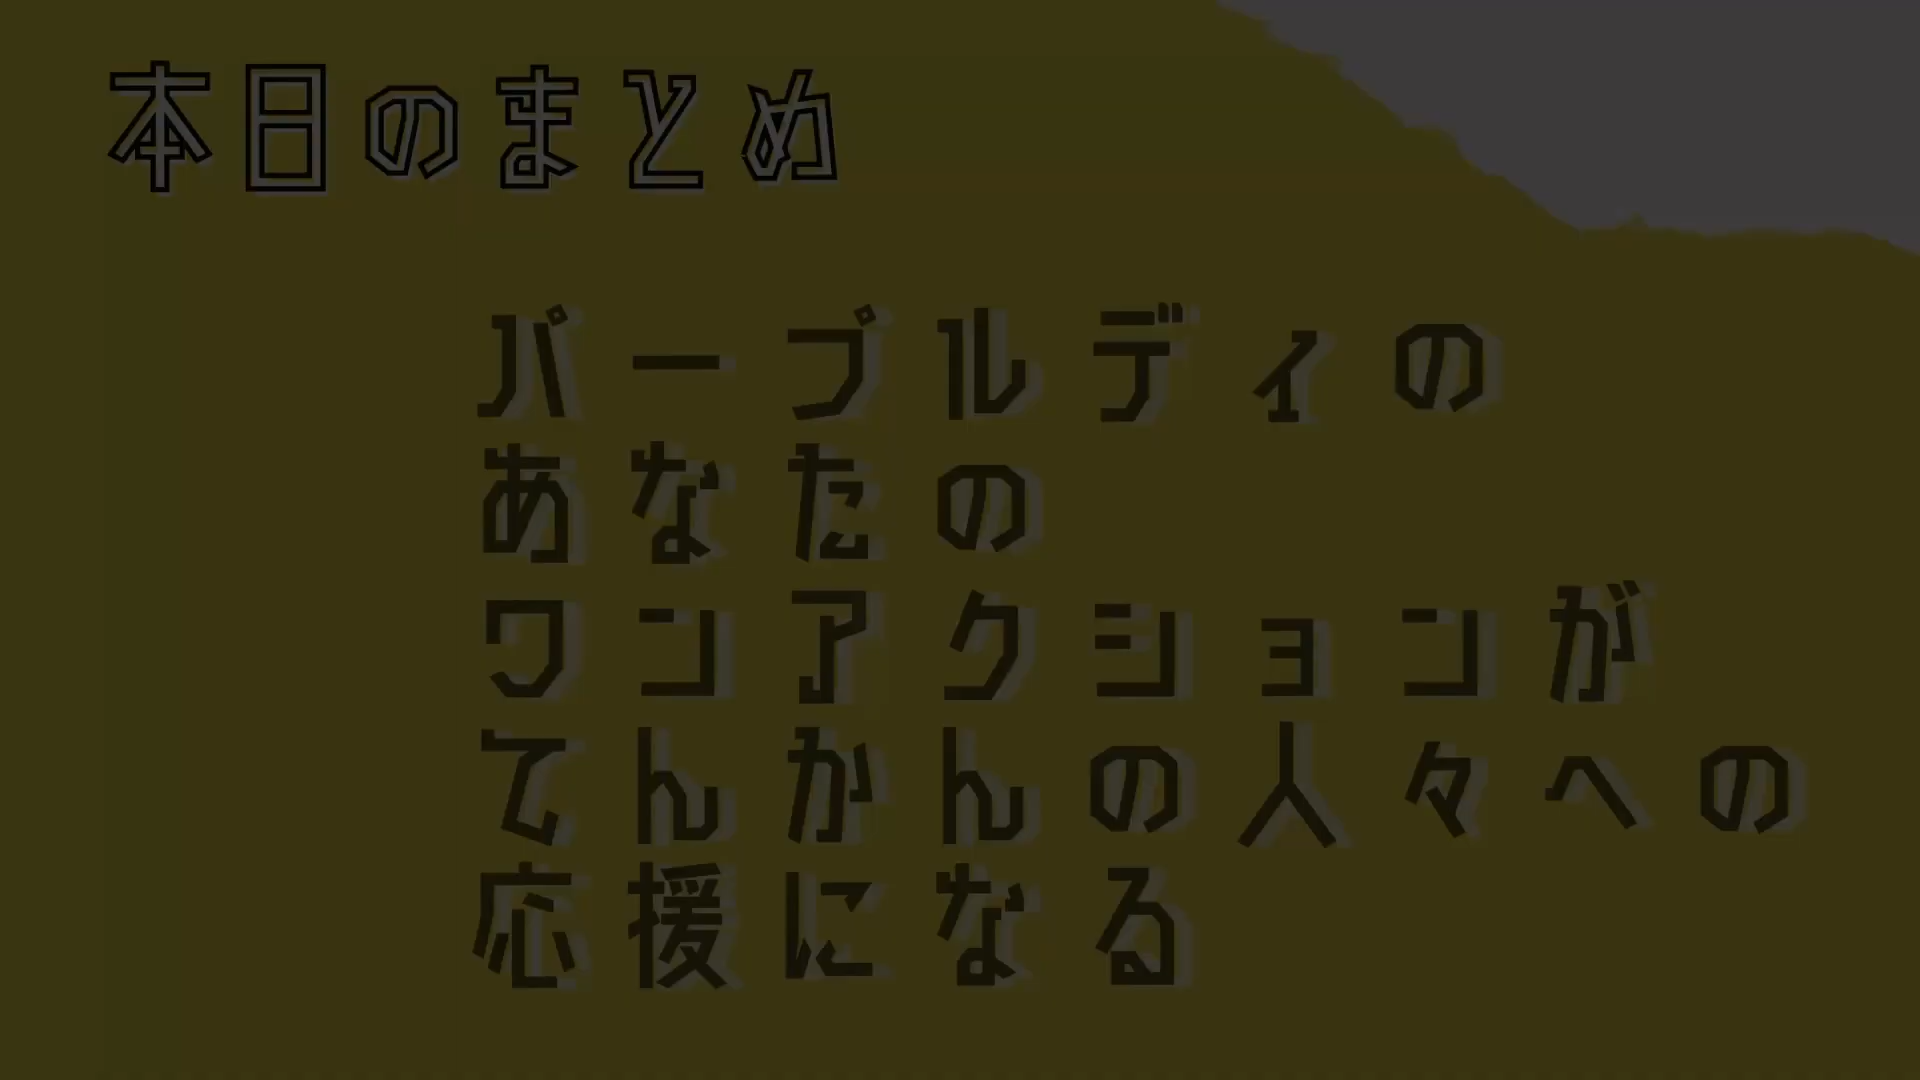 本日のまとめ
パープルディの
あなたの
ワンアクションが
てんかんの人々への
応援になる